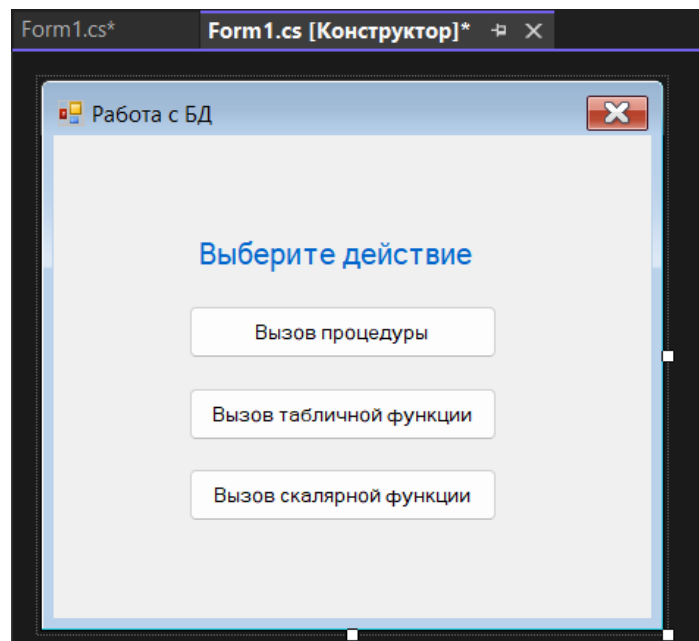 Form1.cs* Form1.cs [Конструктор]*
Работа с БД
Выберите действие
Вызов процедуры
Вызов табличной функции
Вызов скалярной функции